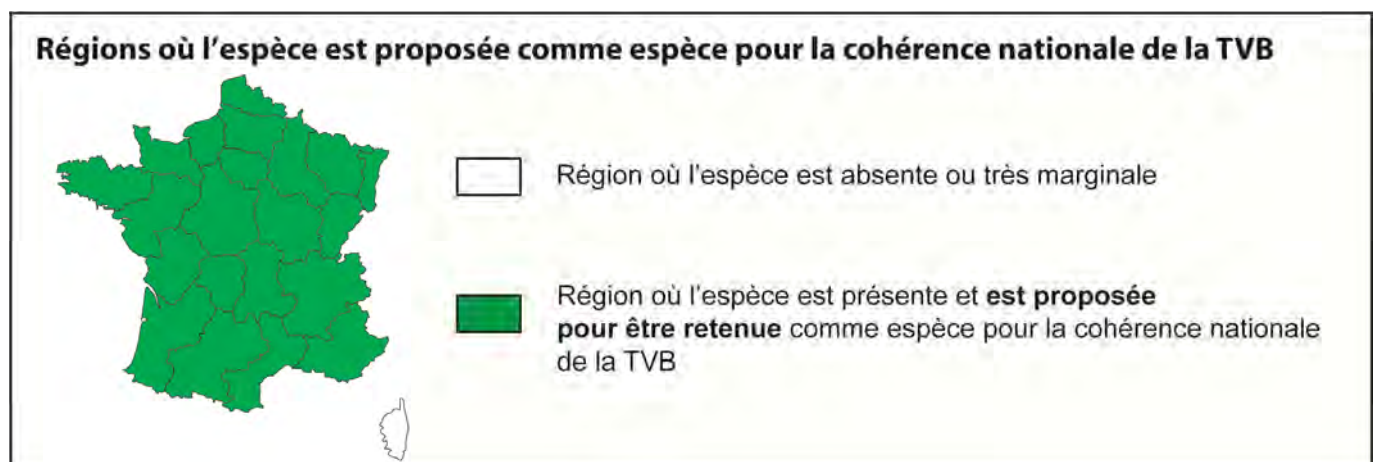 Régions où l'espèce est proposée comme espèce pour la cohérence nationale de la TVB
Région où l'espèce est absente ou très marginale
Région où l'espèce est présente et est proposée
pour être retenue comme espèce pour la cohérence nationale
de la TVB